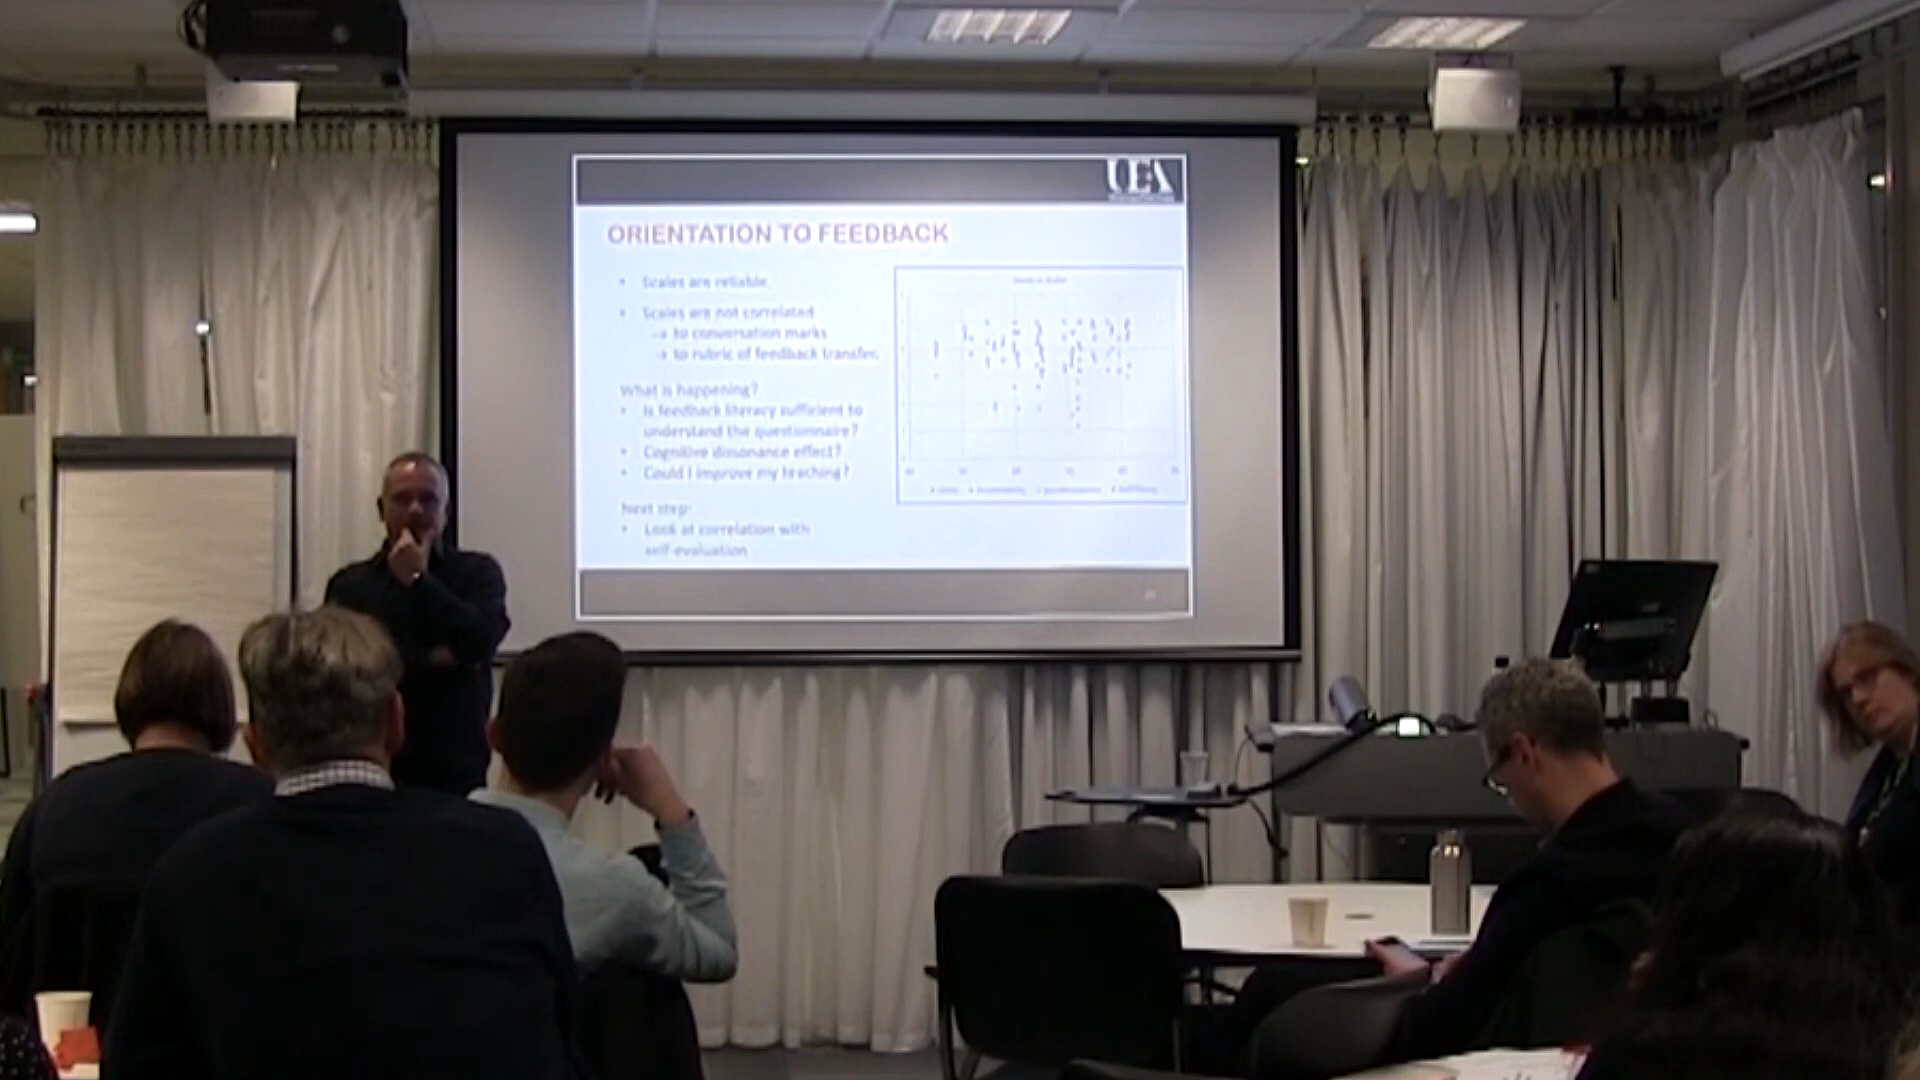 UEA
ORIENTATION TO FEEDBACK
• Scales are reliable.
• Scales are not correlated
→ to conversation marks
→ to rubric of feedback transfer.
What is happening?
• Is feedback literacy sufficient to
understand the questionnaire?
• Cognitive dissonance effect?
• Could I improve my teaching?
Next step:
• Look at correlation with
self-evaluation